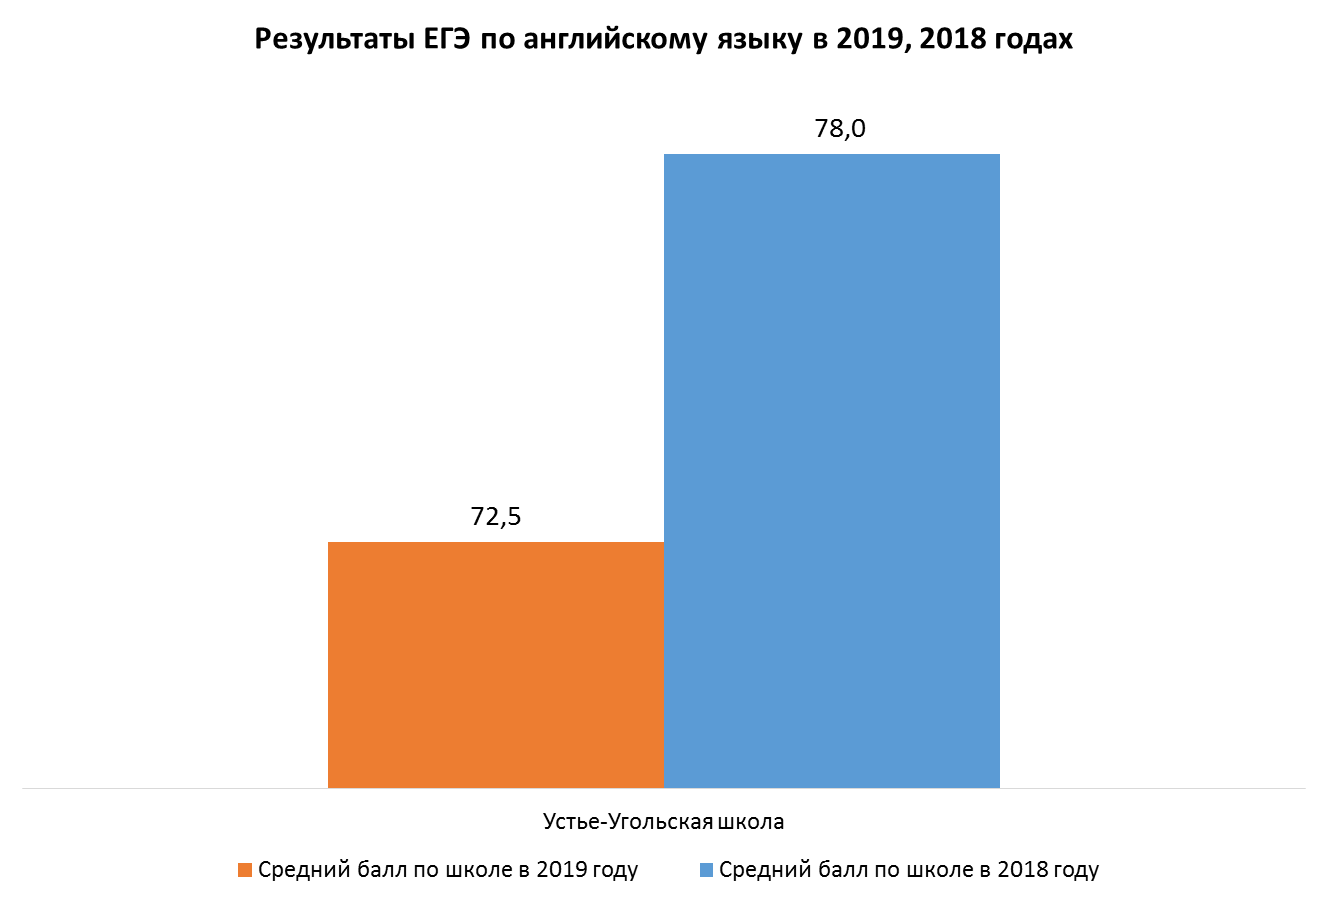 Результаты ЕГЭ по английскому языку в 2019, 2018 годах
78,0
72,5
Устье-Угольская школа
Средний балл по школе в 2019 году
Средний балл по школе в 2018 году